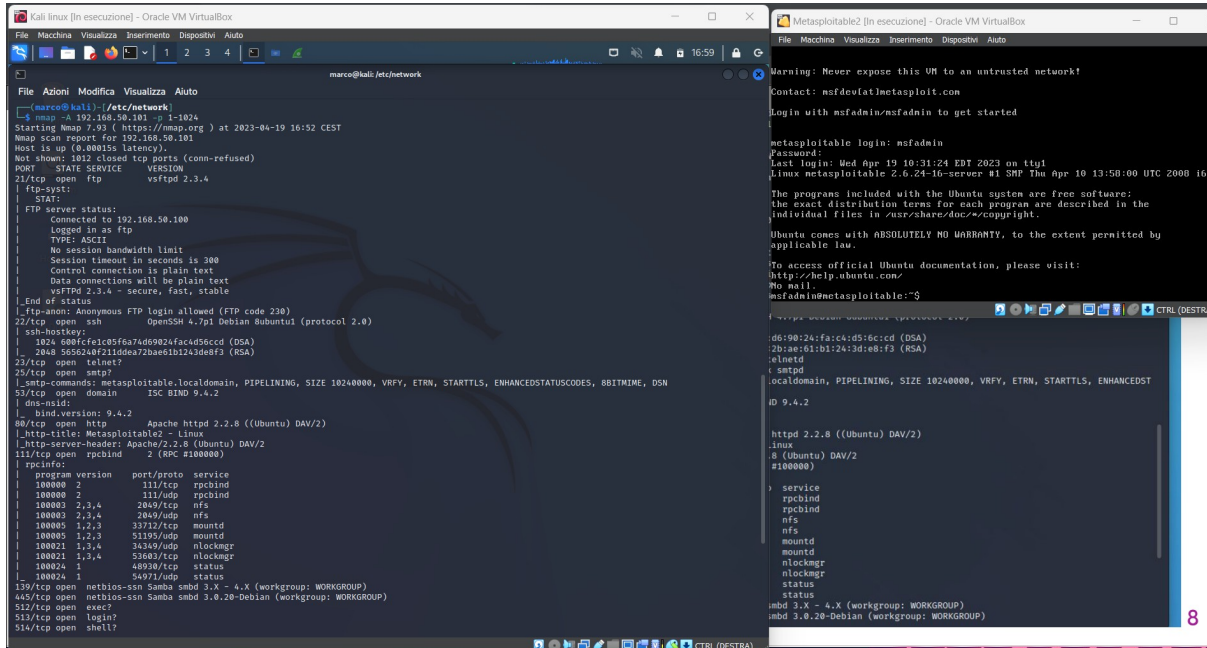 Kali linux [In esecuzione] - Oracle VM VirtualBox
File Macchina Visualizza Inserimento Dispositivi Aiuto
1 2 3 4
16:59
marco@kali: /etc/network
File Azioni Modifica Visualizza Aiuto
(marco㉿kali)-[/etc/network]
$ nmap -A 192.168.50.101 -p 1-1024
Starting Nmap 7.93 ( https://nmap.org ) at 2023-04-19 16:52 CEST
Nmap scan report for 192.168.50.101
Host is up (0.00015s latency).
Not shown: 1012 closed tcp ports (conn-refused)
PORT STATE SERVICE VERSION
21/tcp open ftp vsftpd 2.3.4
| ftp-syst:
| STAT:
| FTP server status:
| Connected to 192.168.50.100
| Logged in as ftp
| TYPE: ASCII
| No session bandwidth limit
| Session timeout in seconds is 300
| Control connection is plain text
| Data connections will be plain text
| vsFTPd 2.3.4 - secure, fast, stable
|_End of status
|_ftp-anon: Anonymous FTP login allowed (FTP code 230)
22/tcp open ssh OpenSSH 4.7p1 Debian 8ubuntu1 (protocol 2.0)
| ssh-hostkey:
| 1024 600fcfe1c05f6a74d69024fac4d56ccd (DSA)
|_ 2048 5656240f211ddea72bae61b1243de8f3 (RSA)
23/tcp open telnet?
25/tcp open smtp?
|_smtp-commands: metasploitable.localdomain, PIPELINING, SIZE 10240000, VRFY, ETRN, STARTTLS, ENHANCEDSTATUSCODES, 8BITMIME, DSN
53/tcp open domain ISC BIND 9.4.2
| dns-nsid:
|_ bind.version: 9.4.2
80/tcp open http Apache httpd 2.2.8 ((Ubuntu) DAV/2)
|_http-title: Metasploitable2 - Linux
|_http-server-header: Apache/2.2.8 (Ubuntu) DAV/2
111/tcp open rpcbind 2 (RPC #100000)
| rpcinfo:
| program version port/proto service
| 100000 2 111/tcp rpcbind
| 100000 2 111/udp rpcbind
| 100003 2,3,4 2049/tcp nfs
| 100003 2,3,4 2049/udp nfs
| 100005 1,2,3 33712/tcp mountd
| 100005 1,2,3 51195/udp mountd
| 100021 1,3,4 34349/udp nlockmgr
| 100021 1,3,4 53603/tcp nlockmgr
| 100024 1 48930/tcp status
|_ 100024 1 54971/udp status
139/tcp open netbios-ssn Samba smbd 3.X - 4.X (workgroup: WORKGROUP)
445/tcp open netbios-ssn Samba smbd 3.0.20-Debian (workgroup: WORKGROUP)
512/tcp open exec?
513/tcp open login?
514/tcp open shell?
CTRL (DESTRA)
Metasploitable2 [In esecuzione] - Oracle VM VirtualBox
File Macchina Visualizza Inserimento Dispositivi Aiuto
Warning: Never expose this VM to an untrusted network!
Contact: msfdev[at]metasploit.com
Login with msfadmin/msfadmin to get started
metasploitable login: msfadmin
Password:
Last login: Wed Apr 19 10:31:24 EDT 2023 on tty1
Linux metasploitable 2.6.24-16-server #1 SMP Thu Apr 10 13:58:00 UTC 2008 i6
The programs included with the Ubuntu system are free software;
the exact distribution terms for each program are described in the
individual files in /usr/share/doc/*/copyright.
Ubuntu comes with ABSOLUTELY NO WARRANTY, to the extent permitted by
applicable law.
To access official Ubuntu documentation, please visit:
http://help.ubuntu.com/
No mail.
msfadmin@metasploitable:~$
CTRL (DESTRA
:d6:90:24:fa:c4:d5:6c:cd (DSA)
:2b:ae:61:b1:24:3d:e8:f3 (RSA)
telnetd
x smtpd
localdomain, PIPELINING, SIZE 10240000, VRFY, ETRN, STARTTLS, ENHANCEDST
D 9.4.2
httpd 2.2.8 ((Ubuntu) DAV/2)
inux
.8 (Ubuntu) DAV/2
#100000)
service
rpcbind
rpcbind
nfs
nfs
mountd
mountd
nlockmgr
nlockmgr
status
status
smbd 3.X - 4.X (workgroup: WORKGROUP)
smbd 3.0.20-Debian (workgroup: WORKGROUP)
8